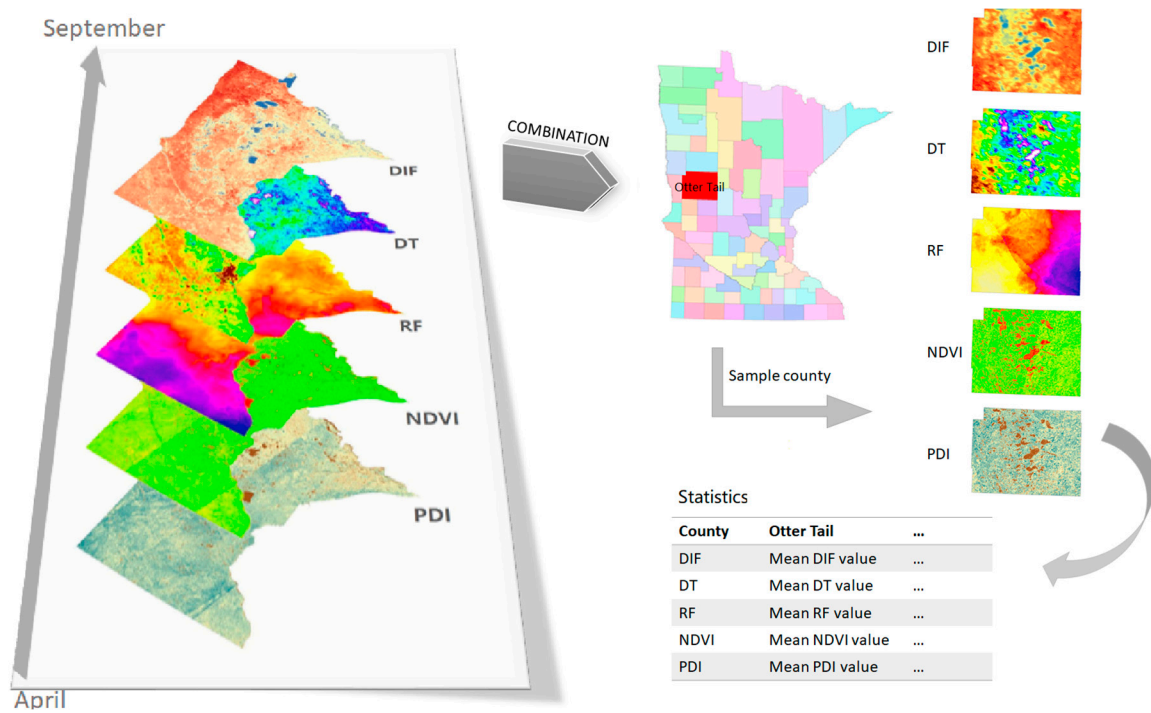 September
DIF
DT
RF
NDVI
PDI
April
COMBINATION
Otter Tail
Sample county
DIF
DT
RF
NDVI
PDI
Statistics
County Otter Tail ...
DIF Mean DIF value ...
DT Mean DT value ...
RF Mean RF value ...
NDVI Mean NDVI value ...
PDI Mean PDI value ...